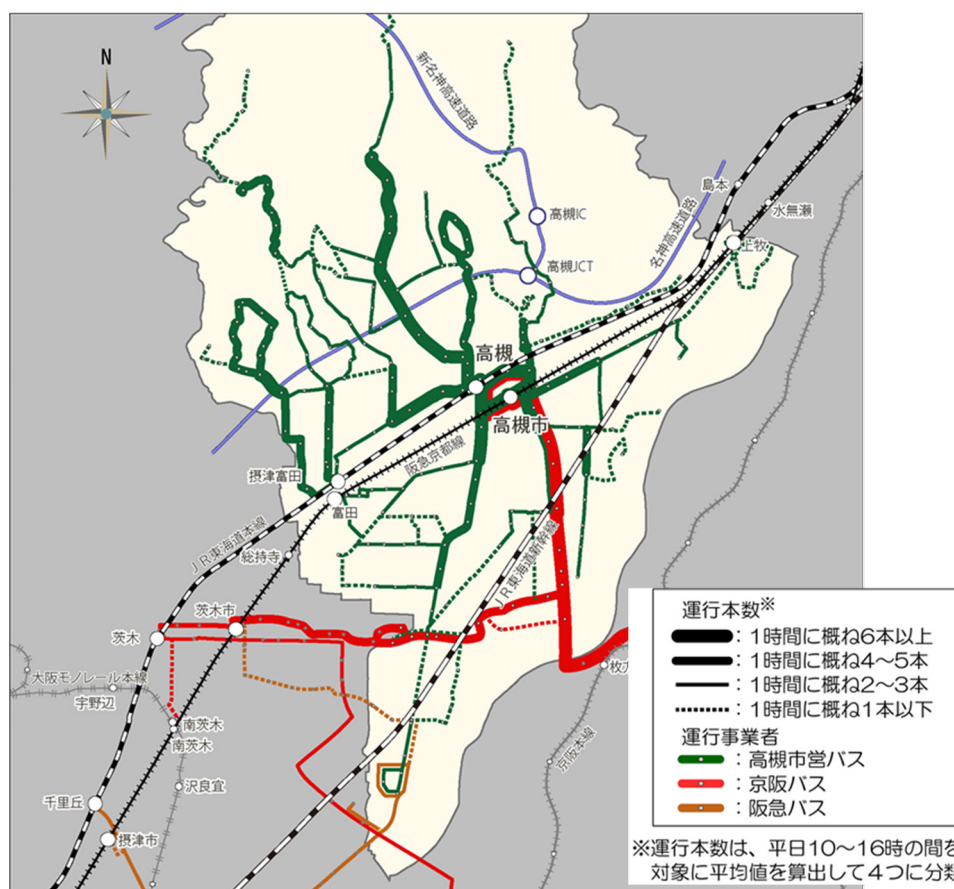 N
新名神高速道路
島本
水無瀬
高槻IC
名神高速道路
上牧
高槻JCT
高槻
高槻市
阪急京都線
摂津富田
富田
JR東海道本線
総持寺
JR東海道新幹線
茨木市
茨木
大阪モノレール本線
宇野辺
南茨木
南茨木
沢良宜
京阪本線
枚方
千里丘
摂津市
運行本数※
：1時間に概ね6本以上
：1時間に概ね4～5本
：1時間に概ね2～3本
：1時間に概ね1本以下
運行事業者
：高槻市営バス
：京阪バス
：阪急バス
※運行本数は、平日10～16時の間を
対象に平均値を算出して4つに分類